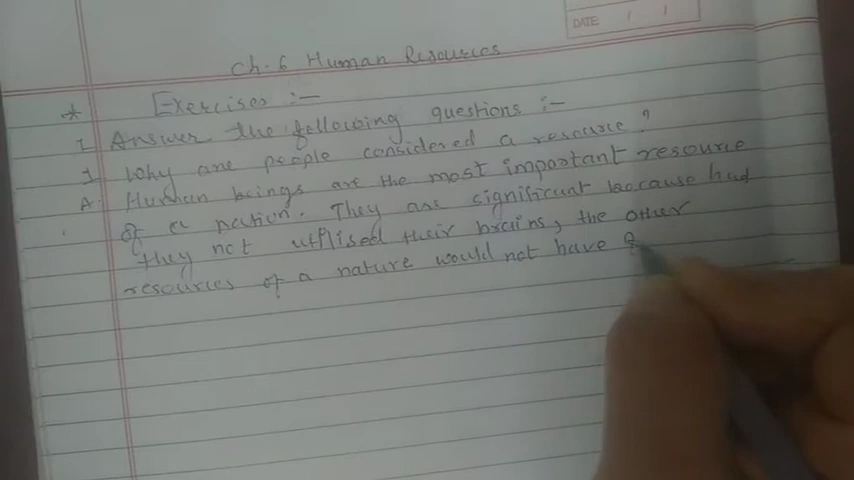 DATE: / /
Ch. 6 Human Resources
* Exercises :-
I Answer the following questions :-
1 Why are people considered a resource?
A. Human beings are the most important resource
of a nation. They are significant because had
they not utilised their brains, the other
resources of a nature would not have